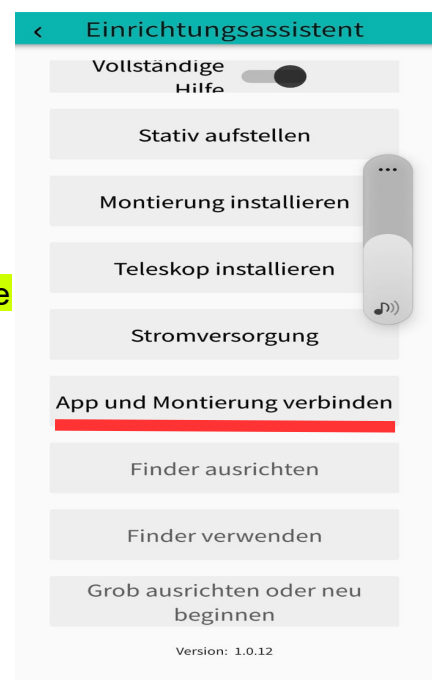 ‹ Einrichtungsassistent
Vollständige
Hilfe
Stativ aufstellen
Montierung installieren
Teleskop installieren
e
Stromversorgung
App und Montierung verbinden
Finder ausrichten
Finder verwenden
Grob ausrichten oder neu
beginnen
Version: 1.0.12